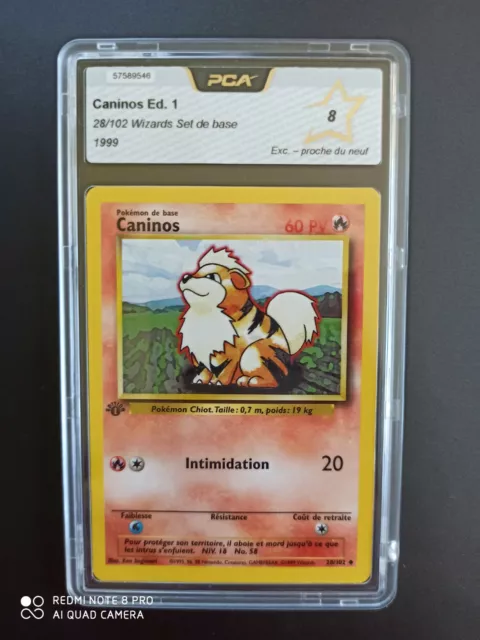 57589546
PCA
Caninos Ed. 1
28/102 Wizards Set de base
1999
8
Exc. – proche du neuf
Pokémon de base
Caninos
60 PV
Pokémon Chiot. Taille: 0,7 m, poids: 19 kg
Intimidation 20
Faiblesse Résistance Coût de retraite
Pour protéger son territoire, il aboie et mord jusqu'à ce que
les intrus s'enfuient. NIV. 18 No. 58
28/102
REDMI NOTE 8 PRO
AI QUAD CAMERA